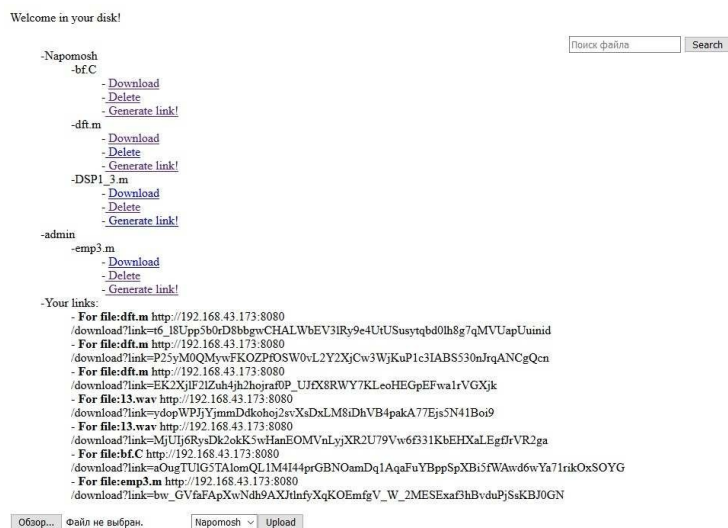 Welcome in your disk!
Поиск файла Search
-Napomosh
-bf.C
- Download
- Delete
- Generate link!
-dft.m
- Download
- Delete
- Generate link!
-DSP1_3.m
- Download
- Delete
- Generate link!
-admin
-emp3.m
- Download
- Delete
- Generate link!
-Your links:
- For file:dft.m http://192.168.43.173:8080
/download?link=t6_l8Upp5b0rD8bbgwCHALWbEV3lRy9e4UtUSusytqbd0lh8g7qMVUapUuinid
- For file:dft.m http://192.168.43.173:8080
/download?link=P25yM0QMywFKOZPfOSW0vL2Y2XjCw3WjKuP1c3IABS530nJrqANCgQcn
- For file:dft.m http://192.168.43.173:8080
/download?link=EK2XjlF2lZuh4jh2hojraf0P_UJfX8RWY7KLeoHEGpEFwa1rVGXjk
- For file:13.wav http://192.168.43.173:8080
/download?link=ydopWPJjYjmmDdkohoj2svXsDxLM8iDhVB4pakA77Ejs5N41Boi9
- For file:13.wav http://192.168.43.173:8080
/download?link=MjUIj6RysDk2okK5wHanEOMVnLyjXR2U79Vw6f331KbEHXaLEgfJrVR2ga
- For file:bf.C http://192.168.43.173:8080
/download?link=aOugTUlG5TAlomQL1M4I44prGBNOamDq1AqaFuYBppSpXBi5fWAwd6wYa71rikOxSOYG
- For file:emp3.m http://192.168.43.173:8080
/download?link=bw_GVfaFApXwNdh9AXJtlnfyXqKOEmfgV_W_2MESExaf3hBvduPjSsKBJ0GN
Обзор... Файл не выбран. Napomosh Upload